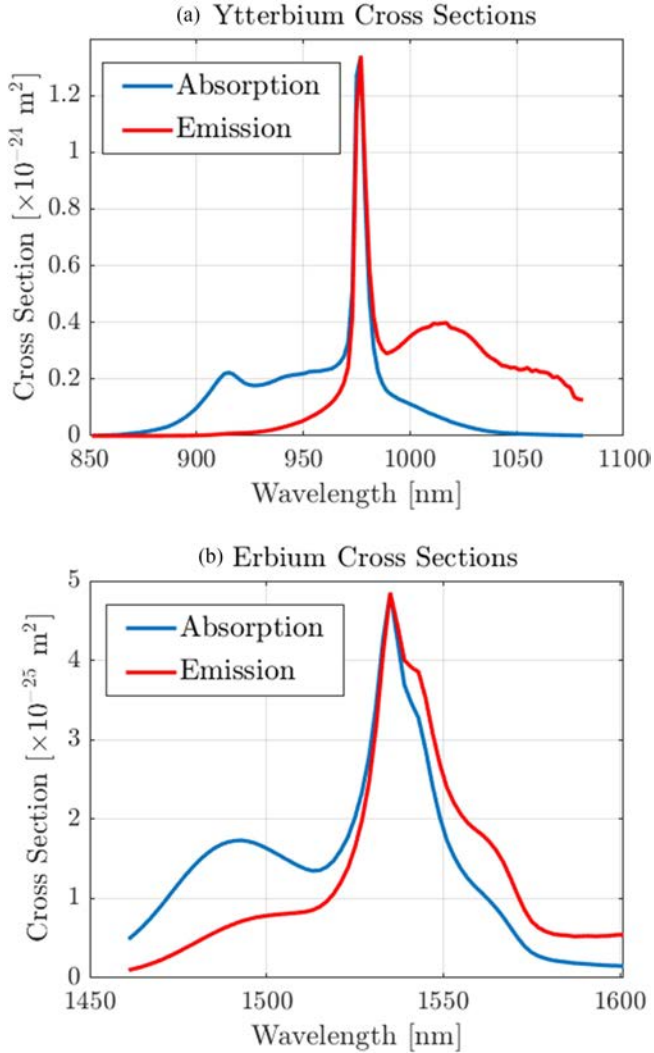 (a) Ytterbium Cross Sections
Absorption
Emission
Cross Section [×10⁻²⁴ m²]
1.2
1
0.8
0.6
0.4
0.2
0
850 900 950 1000 1050 1100
Wavelength [nm]
(b) Erbium Cross Sections
Absorption
Emission
Cross Section [×10⁻²⁵ m²]
5
4
3
2
1
0
1450 1500 1550 1600
Wavelength [nm]